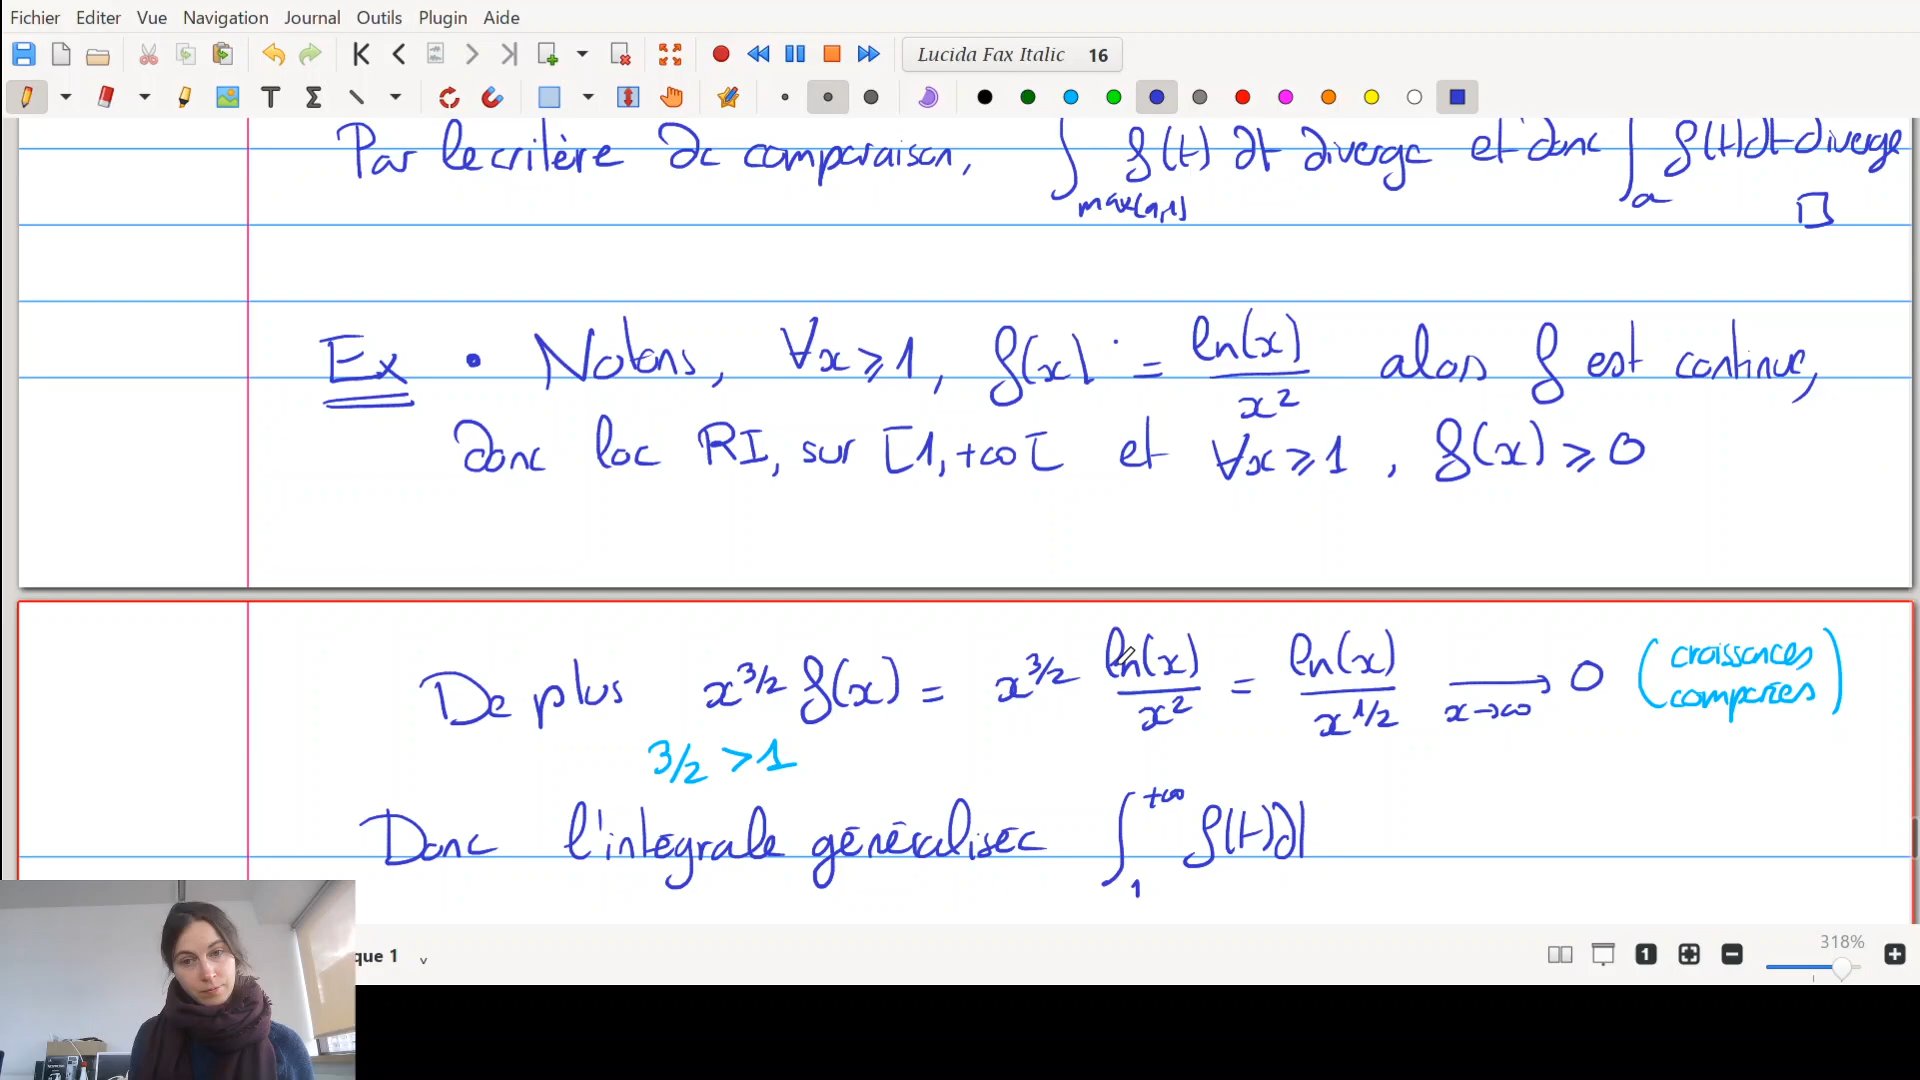 Fichier Editer Vue Navigation Journal Outils Plugin Aide
Lucida Fax Italic 16
Par le critère de comparaison, ∫_max(a,1) f(t) dt diverge et donc ∫_a f(t)dt diverge □
Ex • Notons, ∀x ⩾ 1, f(x) = ln(x)/x² alors f est continue,
donc loc RI, sur [1, +∞[ et ∀x ⩾ 1, f(x) ⩾ 0
De plus x^3/2 f(x) = x^3/2 ln(x)/x² = ln(x)/x^1/2 ⟶ x→∞ 0 (croissances comparées)
3/2 > 1
Donc l'intégrale généralisée ∫_1^+∞ f(t)d
que 1
318%